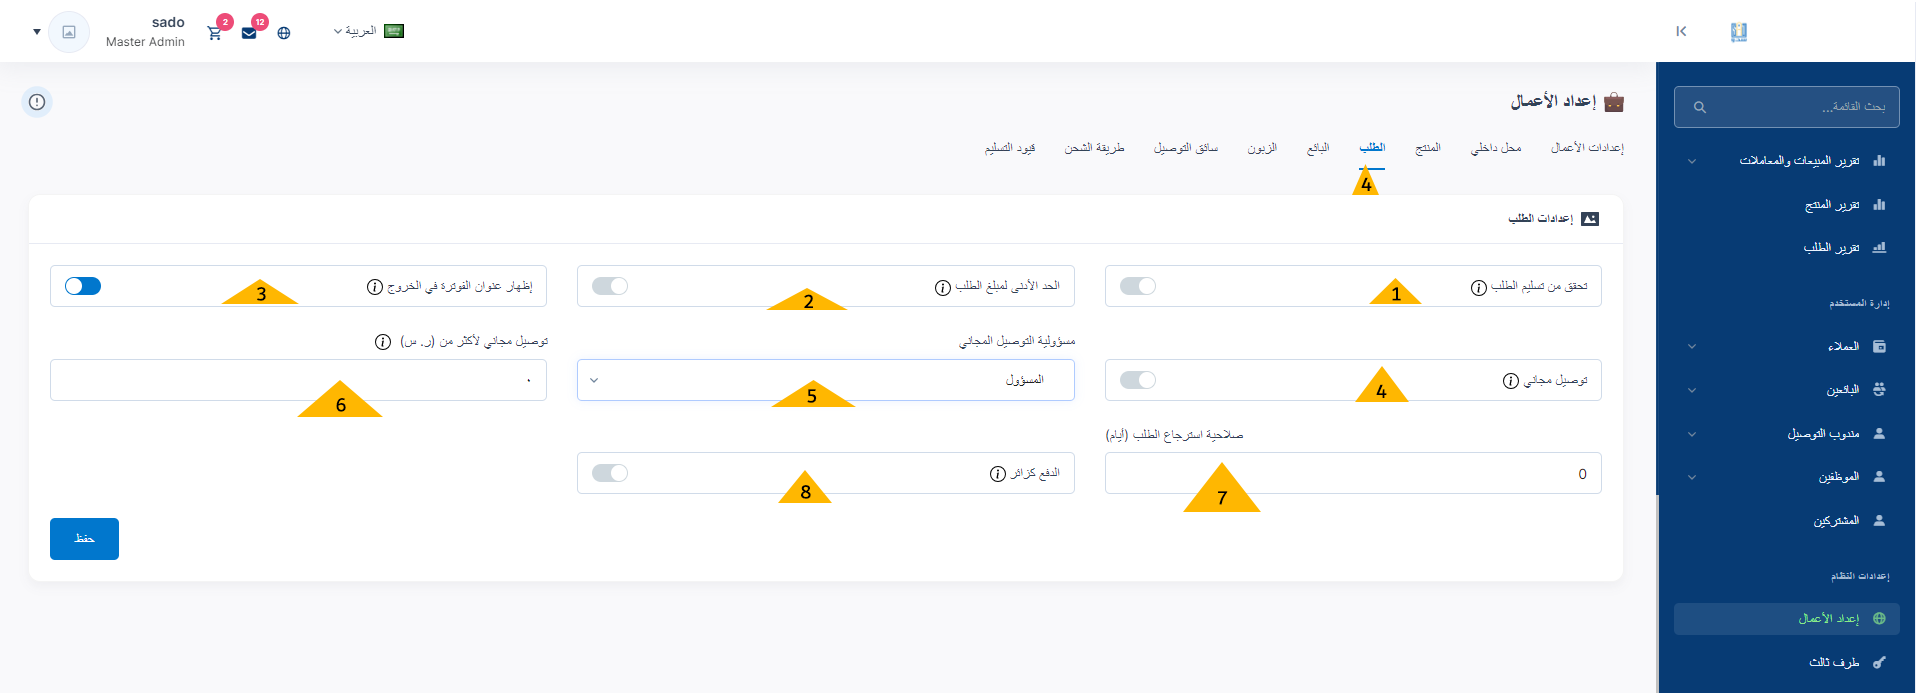 sado
Master Admin
2
12
العربية
بحث القائمة...
تقرير المبيعات والمعاملات
تقرير المنتج
تقرير الطلب
إدارة المستخدم
العملاء
البائعين
مندوب التوصيل
الموظفين
المشتركين
إعدادات النظام
إعداد الأعمال
طرف ثالث
إعداد الأعمال
إعدادات الأعمال
محل داخلي
المنتج
الطلب
البائع
الزبون
سائق التوصيل
طريقة الشحن
قيود التسليم
4
إعدادات الطلب
تحقق من تسليم الطلب
1
الحد الأدنى لمبلغ الطلب
2
إظهار عنوان الفوترة في الخروج
3
توصيل مجاني
4
مسؤولية التوصيل المجاني
المسؤول
5
توصيل مجاني لأكثر من (ر. س)
٠
6
صلاحية استرجاع الطلب (أيام)
0
7
الدفع كزائر
8
حفظ